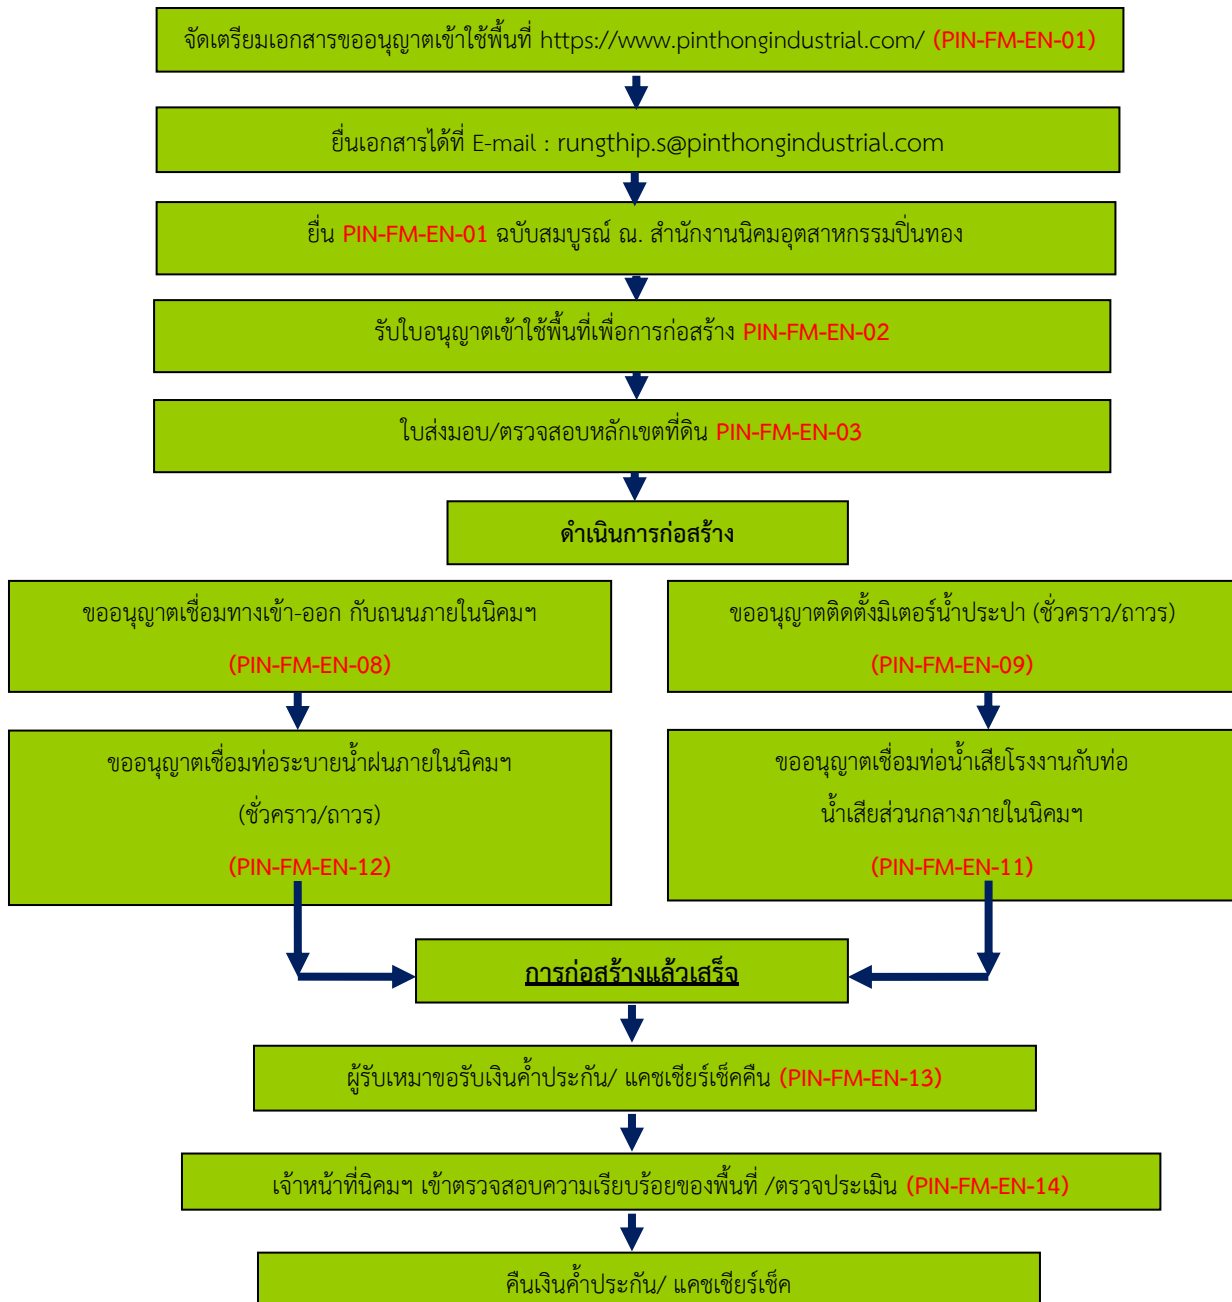 จัดเตรียมเอกสารขออนุญาตเข้าใช้พื้นที่ https://www.pinthongindustrial.com/ (PIN-FM-EN-01)
ยื่นเอกสารได้ที่ E-mail : rungthip.s@pinthongindustrial.com
ยื่น PIN-FM-EN-01 ฉบับสมบูรณ์ ณ. สำนักงานนิคมอุตสาหกรรมปิ่นทอง
รับใบอนุญาตเข้าใช้พื้นที่เพื่อการก่อสร้าง PIN-FM-EN-02
ใบส่งมอบ/ตรวจสอบหลักเขตที่ดิน PIN-FM-EN-03
ดำเนินการก่อสร้าง
ขออนุญาตเชื่อมทางเข้า-ออก กับถนนภายในนิคมฯ
(PIN-FM-EN-08)
ขออนุญาตติดตั้งมิเตอร์น้ำประปา (ชั่วคราว/ถาวร)
(PIN-FM-EN-09)
ขออนุญาตเชื่อมท่อระบายน้ำฝนภายในนิคมฯ
(ชั่วคราว/ถาวร)
(PIN-FM-EN-12)
ขออนุญาตเชื่อมท่อน้ำเสียโรงงานกับท่อ
น้ำเสียส่วนกลางภายในนิคมฯ
(PIN-FM-EN-11)
การก่อสร้างแล้วเสร็จ
ผู้รับเหมาขอรับเงินค้ำประกัน/ แคชเชียร์เช็คคืน (PIN-FM-EN-13)
เจ้าหน้าที่นิคมฯ เข้าตรวจสอบความเรียบร้อยของพื้นที่ /ตรวจประเมิน (PIN-FM-EN-14)
คืนเงินค้ำประกัน/ แคชเชียร์เช็ค